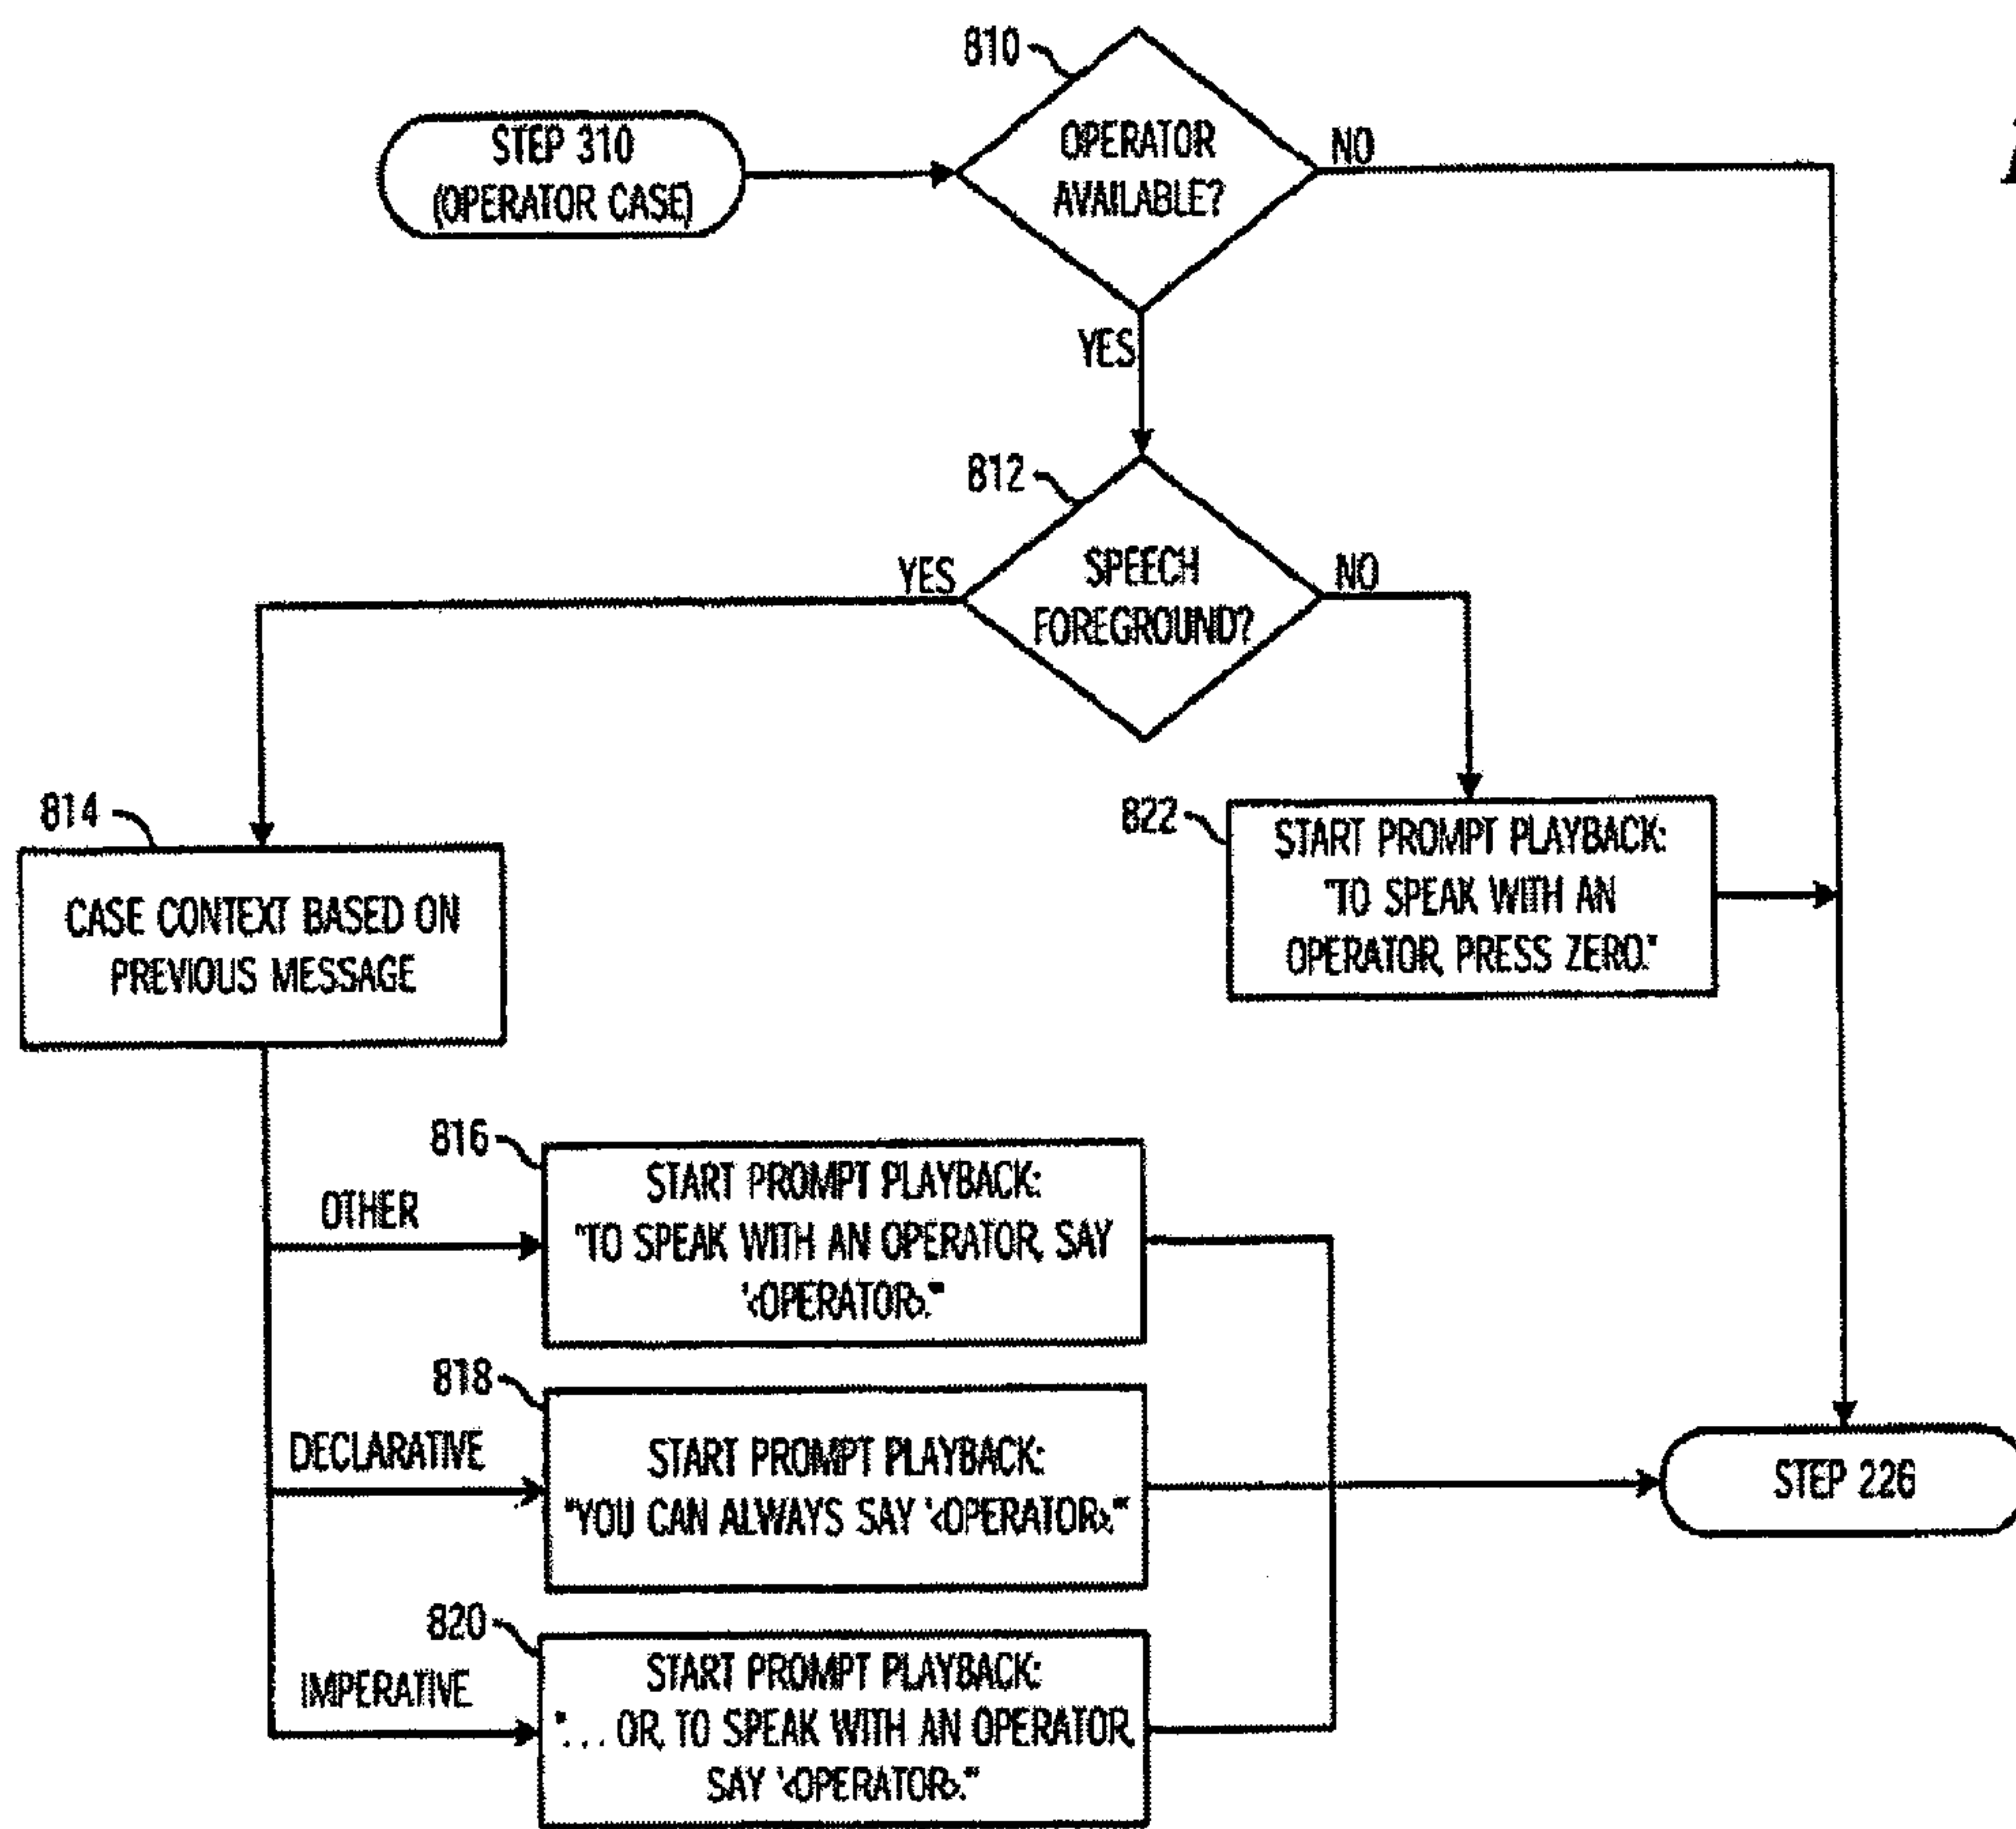 810
STEP 310
(OPERATOR CASE)
OPERATOR
AVAILABLE?
NO
YES
812
SPEECH
FOREGROUND?
YES
NO
814
CASE CONTEXT BASED ON
PREVIOUS MESSAGE
822
START PROMPT PLAYBACK:
"TO SPEAK WITH AN
OPERATOR, PRESS ZERO."
816
OTHER
START PROMPT PLAYBACK:
"TO SPEAK WITH AN OPERATOR, SAY
'<OPERATOR>.'"
818
DECLARATIVE
START PROMPT PLAYBACK:
"YOU CAN ALWAYS SAY '<OPERATOR>.'"
STEP 226
820
IMPERATIVE
START PROMPT PLAYBACK:
"... OR, TO SPEAK WITH AN OPERATOR,
SAY '<OPERATOR>.'"